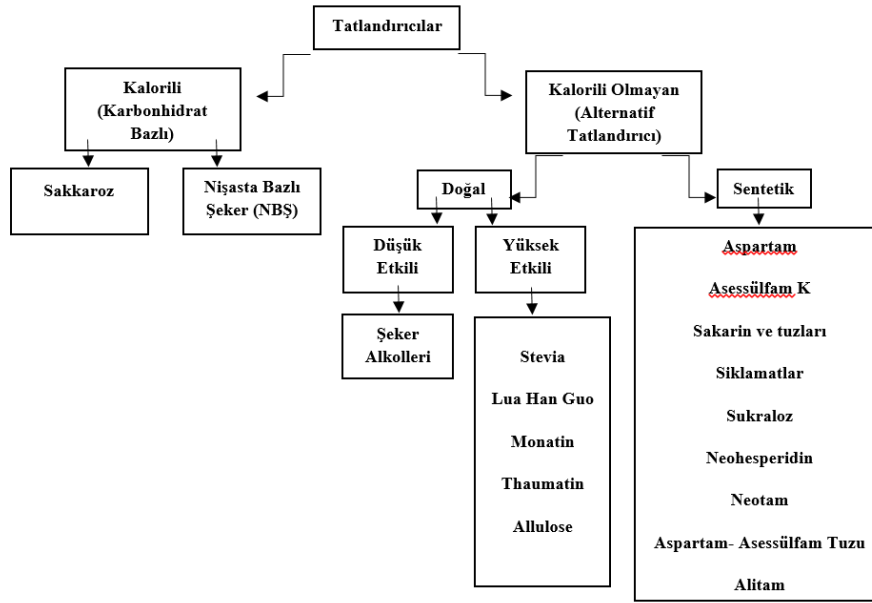 Tatlandırıcılar
Kalorili
(Karbonhidrat
Bazlı)
Kalorili Olmayan
(Alternatif
Tatlandırıcı)
Sakkaroz
Nişasta Bazlı
Şeker (NBŞ)
Doğal
Sentetik
Düşük
Etkili
Yüksek
Etkili
Şeker
Alkolleri
Stevia
Lua Han Guo
Monatin
Thaumatin
Allulose
Aspartam
Asessülfam K
Sakarin ve tuzları
Siklamatlar
Sukraloz
Neohesperidin
Neotam
Aspartam- Asessülfam Tuzu
Alitam